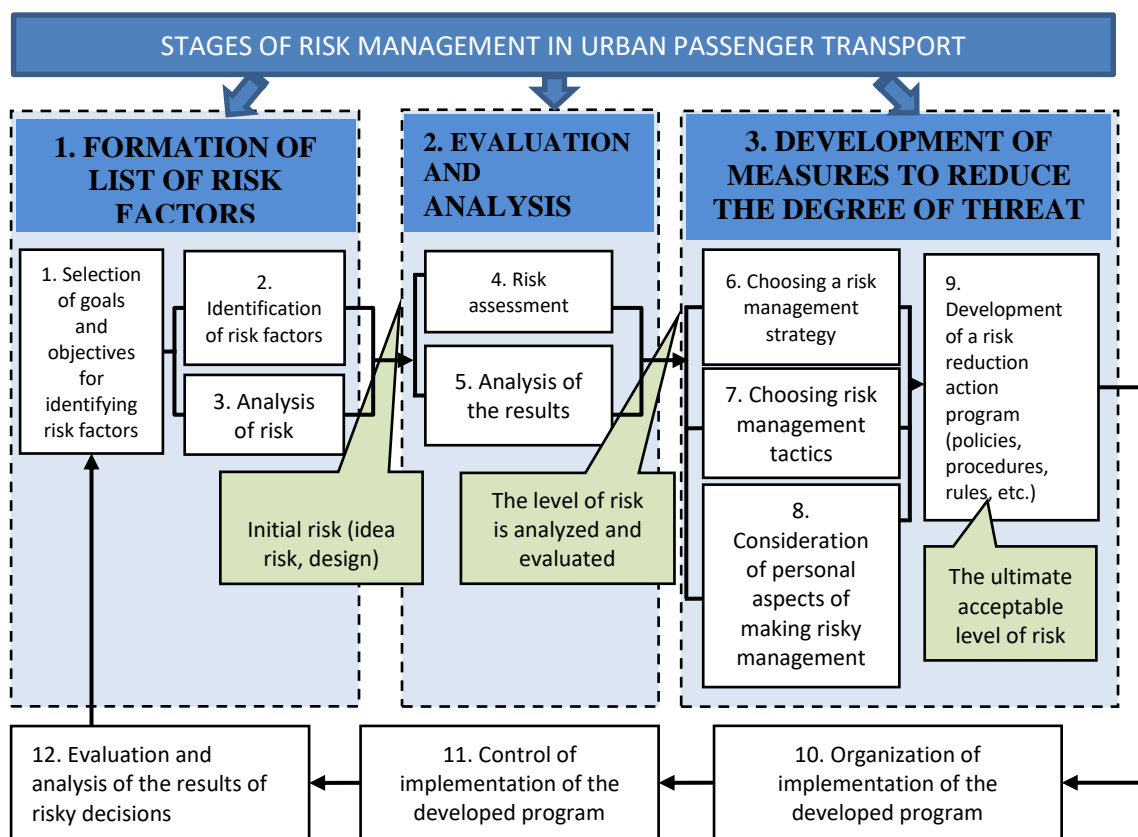 STAGES OF RISK MANAGEMENT IN URBAN PASSENGER TRANSPORT
1. FORMATION OF
LIST OF RISK
FACTORS
1. Selection
of goals
and
objectives
for
identifying
risk factors
2.
Identification
of risk factors
3. Analysis
of risk
Initial risk (idea
risk, design)
2. EVALUATION
AND
ANALYSIS
4. Risk
assessment
5. Analysis of
the results
The level of risk
is analyzed and
evaluated
3. DEVELOPMENT OF
MEASURES TO REDUCE
THE DEGREE OF THREAT
6. Choosing a risk
management
strategy
7. Choosing risk
management
tactics
8.
Consideration
of personal
aspects of
making risky
management
9.
Development
of a risk
reduction
action
program
(policies,
procedures,
rules, etc.)
The ultimate
acceptable
level of risk
10. Organization of
implementation of the
developed program
11. Control of
implementation of the
developed program
12. Evaluation and
analysis of the results of
risky decisions